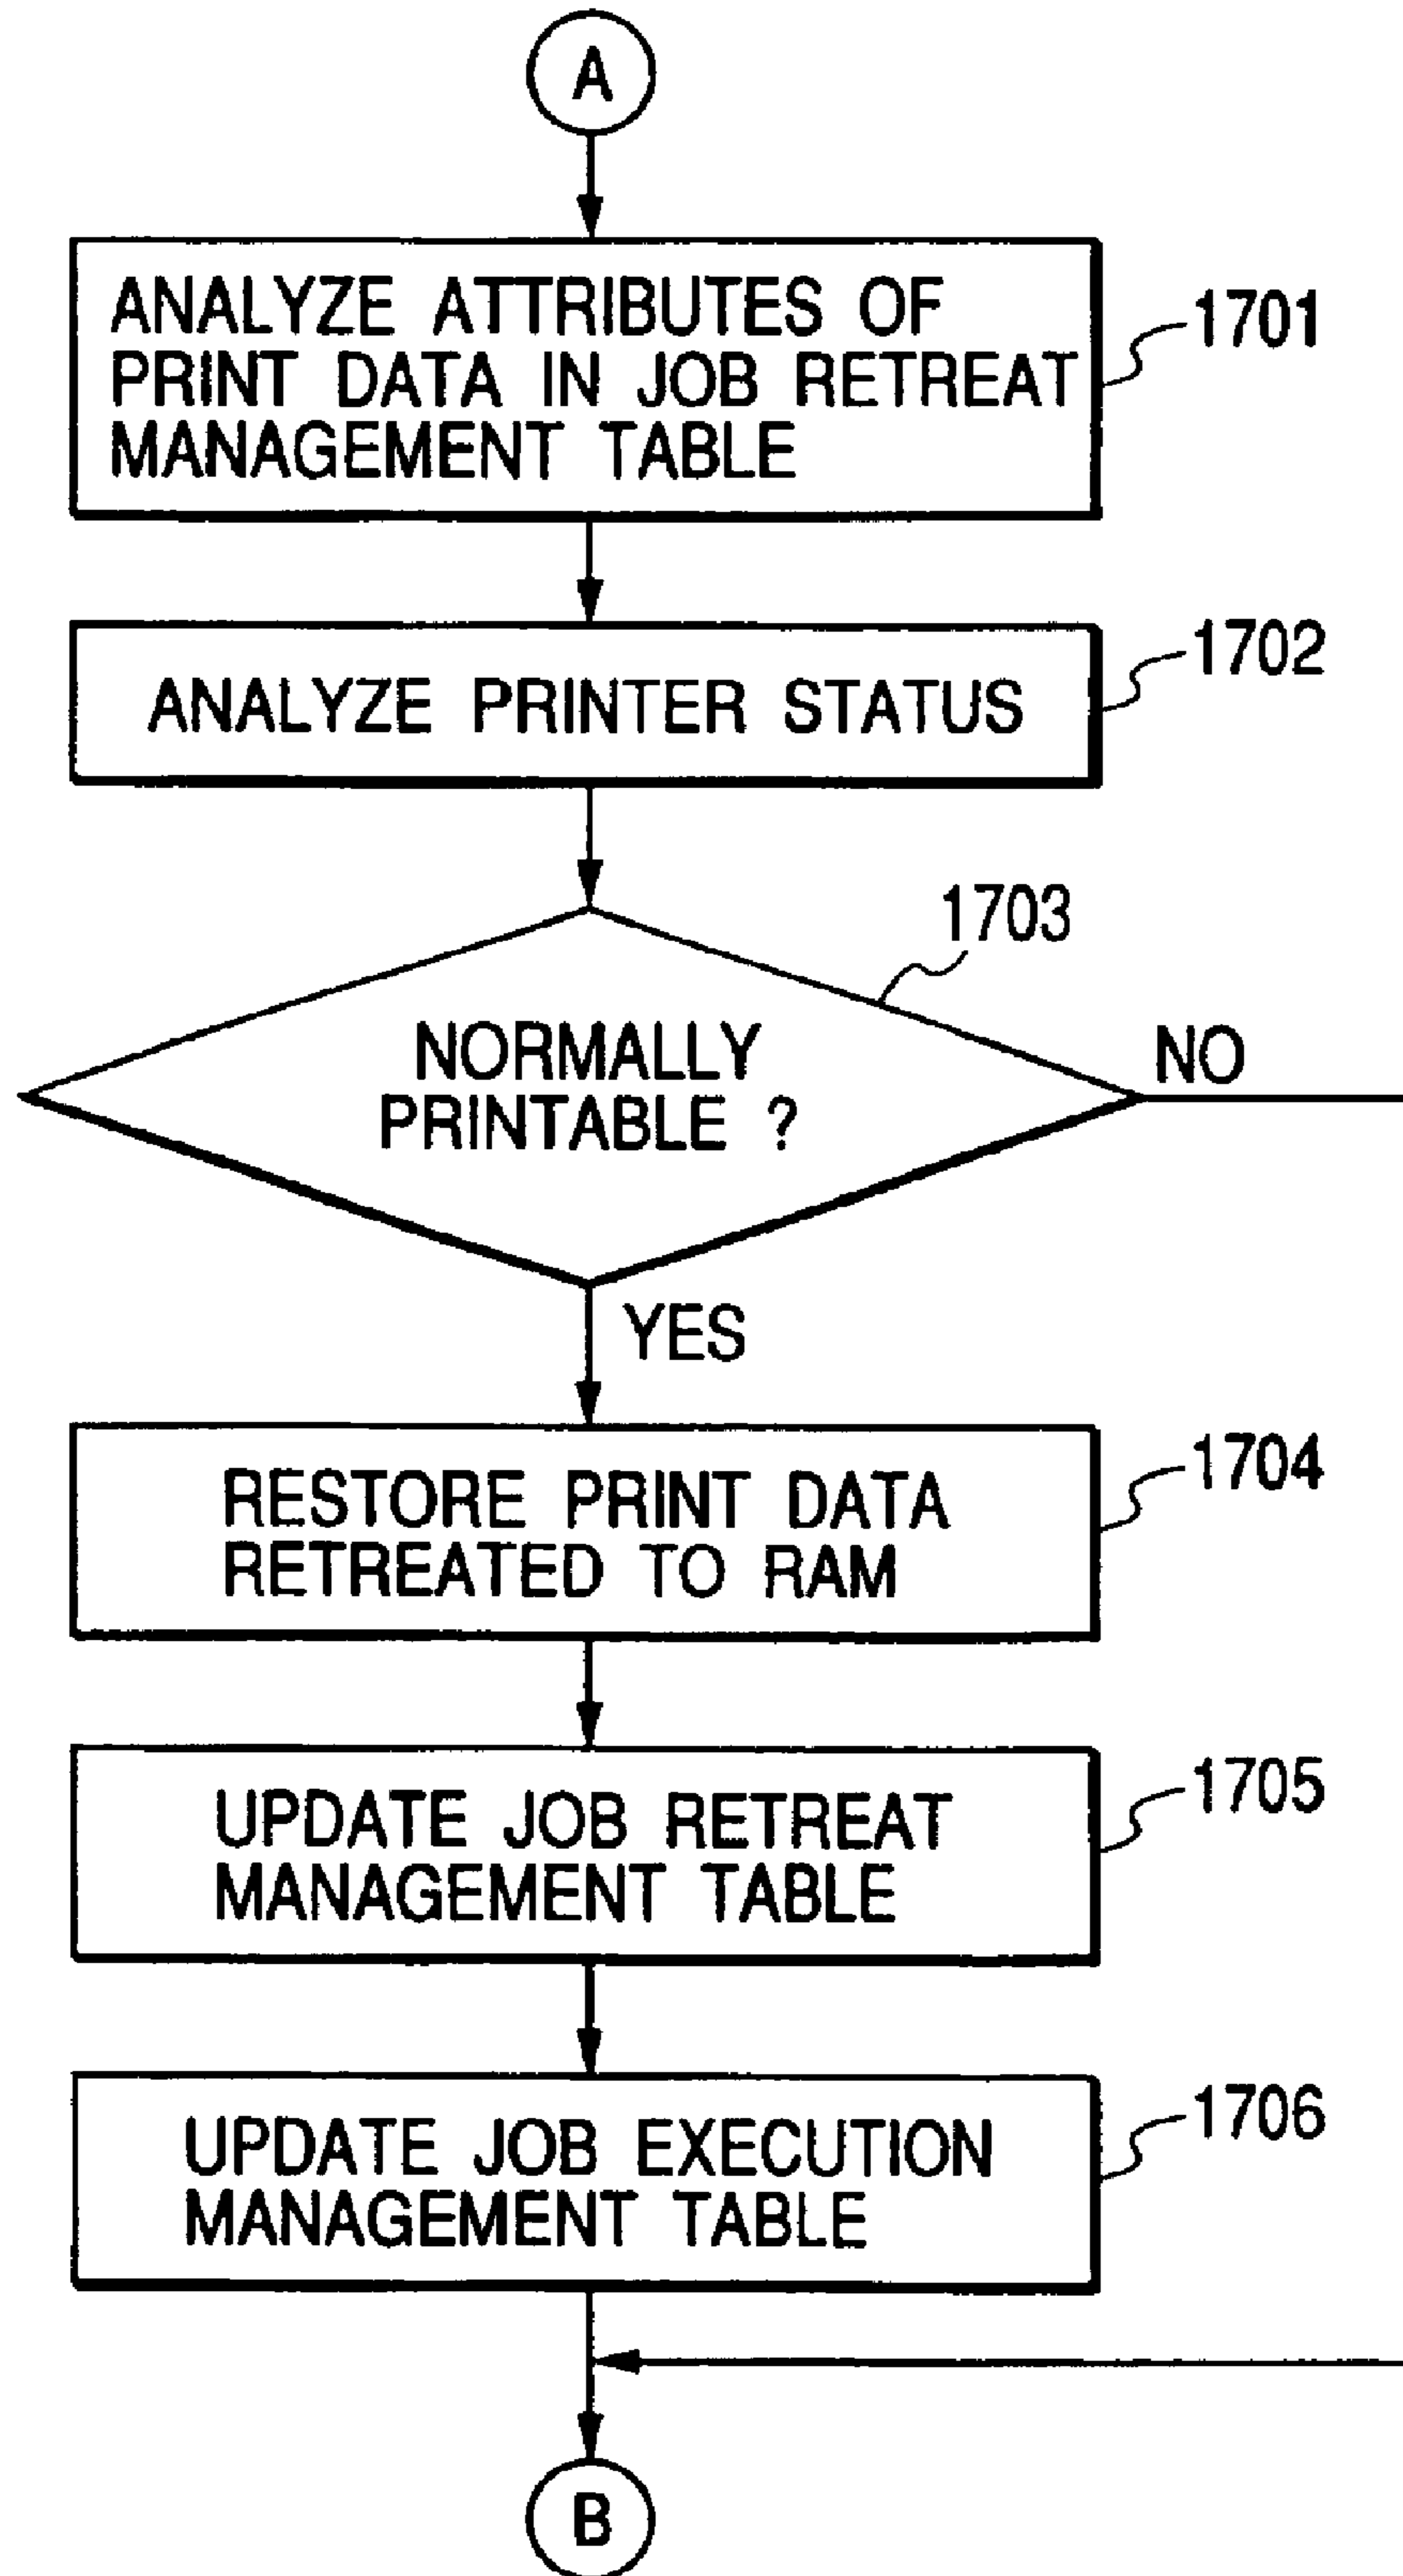 A
ANALYZE ATTRIBUTES OF
PRINT DATA IN JOB RETREAT
MANAGEMENT TABLE
1701
ANALYZE PRINTER STATUS
1702
1703
NORMALLY
PRINTABLE ?
NO
YES
RESTORE PRINT DATA
RETREATED TO RAM
1704
UPDATE JOB RETREAT
MANAGEMENT TABLE
1705
UPDATE JOB EXECUTION
MANAGEMENT TABLE
1706
B